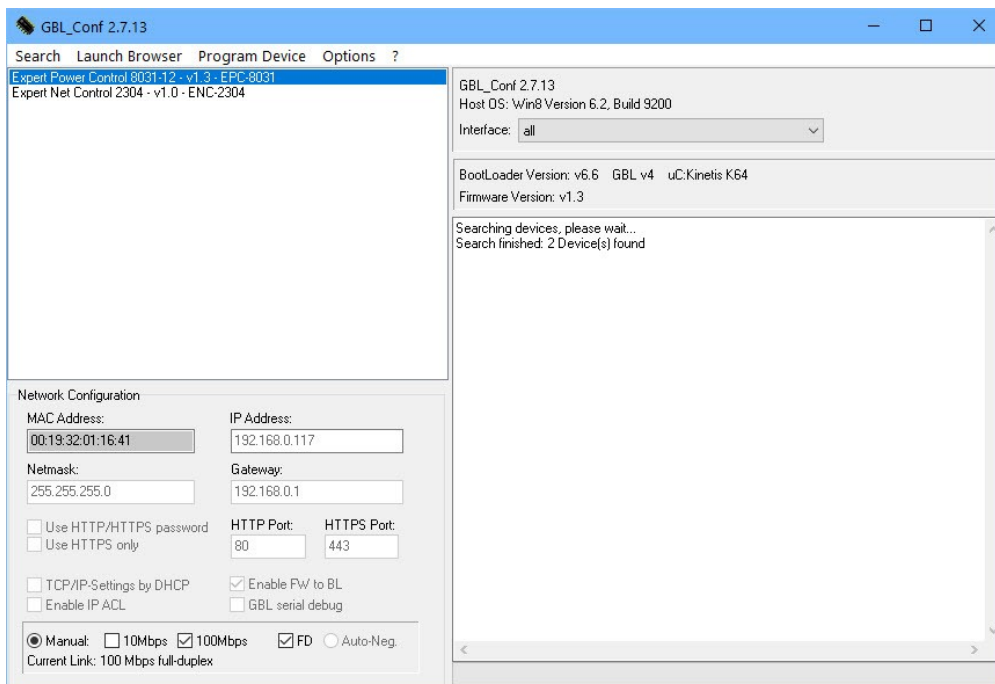 GBL_Conf 2.7.13
Search Launch Browser Program Device Options ?
Expert Power Control 8031-12 - v1.3 - EPC-8031
Expert Net Control 2304 - v1.0 - ENC-2304
GBL_Conf 2.7.13
Host OS: Win8 Version 6.2, Build 9200
Interface: all
BootLoader Version: v6.6 GBL v4 uC:Kinetis K64
Firmware Version: v1.3
Searching devices, please wait...
Search finished: 2 Device(s) found
Network Configuration
MAC Address: IP Address:
00:19:32:01:16:41 192.168.0.117
Netmask: Gateway:
255.255.255.0 192.168.0.1
Use HTTP/HTTPS password HTTP Port: HTTPS Port:
Use HTTPS only 80 443
TCP/IP-Settings by DHCP Enable FW to BL
Enable IP ACL GBL serial debug
Manual: 10Mbps 100Mbps FD Auto-Neg.
Current Link: 100 Mbps full-duplex